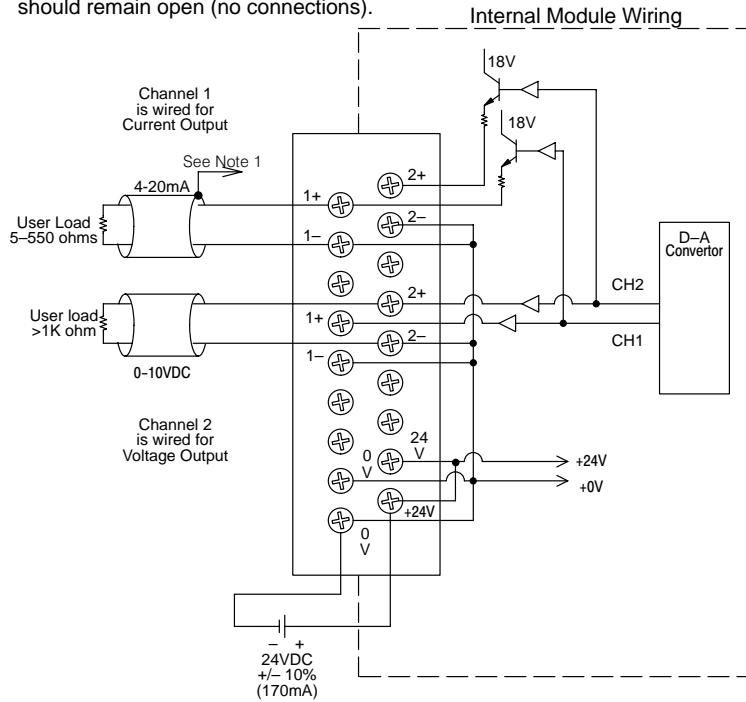 should remain open (no connections).
Internal Module Wiring
18V
18V
Channel 1
is wired for
Current Output
See Note 1
4-20mA
1+
2+
User Load
5–550 ohms
1–
2–
D–A
Convertor
2+
CH2
User load
>1K ohm
1+
CH1
2–
1–
0-10VDC
Channel 2
is wired for
Voltage Output
24
V
0
V
+24V
+0V
+24V
0
V
– +
24VDC
+/– 10%
(170mA)